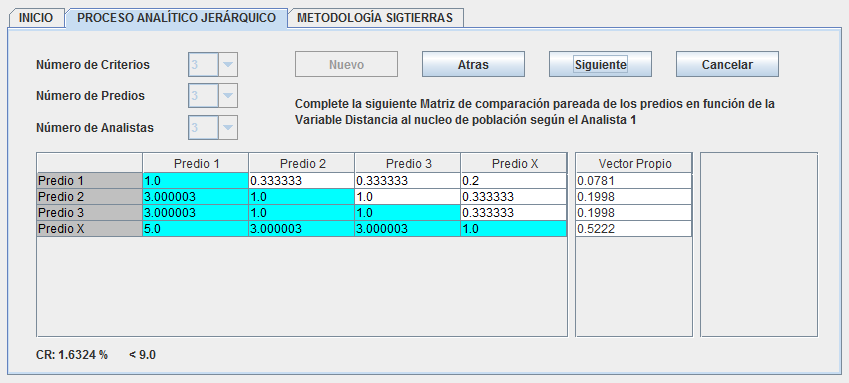 INICIO PROCESO ANALÍTICO JERÁRQUICO METODOLOGÍA SIGTIERRAS
Número de Criterios 3 Nuevo Atras Siguiente Cancelar
Número de Predios 3
Complete la siguiente Matriz de comparación pareada de los predios en función de la
Variable Distancia al nucleo de población según el Analista 1
Número de Analistas 3
Predio 1 Predio 2 Predio 3 Predio X Vector Propio
Predio 1 1.0 0.333333 0.333333 0.2 0.0781
Predio 2 3.000003 1.0 1.0 0.333333 0.1998
Predio 3 3.000003 1.0 1.0 0.333333 0.1998
Predio X 5.0 3.000003 3.000003 1.0 0.5222
CR: 1.6324 % < 9.0